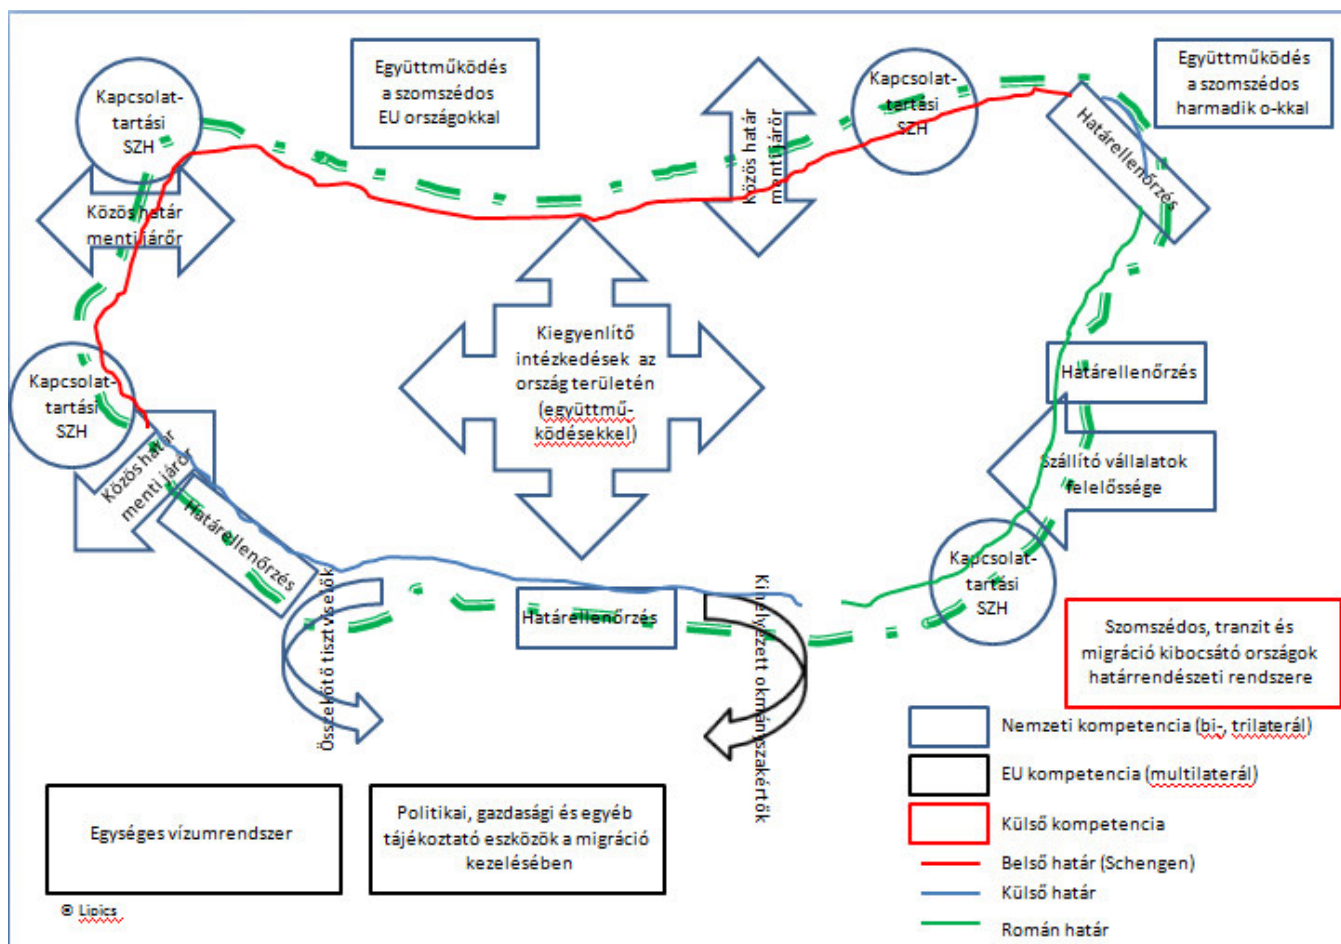 Kapcsolat-
tartási
SZH
Együttműködés
a szomszédos
EU országokkal
Közös határ
menti járőr
Kapcsolat-
tartási
SZH
Együttműködés
a szomszédos
harmadik o-kkal
Határellenőrzés
Közös határ
menti járőr
Kiegyenlítő
intézkedések az
ország területén
(együttmű-
ködésekkel)
Határellenőrzés
Kapcsolat-
tartási
SZH
Közös határ
menti járőr
Határellenőrzés
Szállító vállalatok
felelőssége
Kapcsolat-
tartási
SZH
Összekötő tisztviselők
Határellenőrzés
Kihelyezett okmányszakértők
Szomszédos, tranzit és
migráció kibocsátó országok
határrendészeti rendszere
Nemzeti kompetencia (bi-, trilaterál)
EU kompetencia (multilaterál)
Külső kompetencia
Belső határ (Schengen)
Külső határ
Román határ
Egységes vízumrendszer
Politikai, gazdasági és egyéb
tájékoztató eszközök a migráció
kezelésében
© Lipics